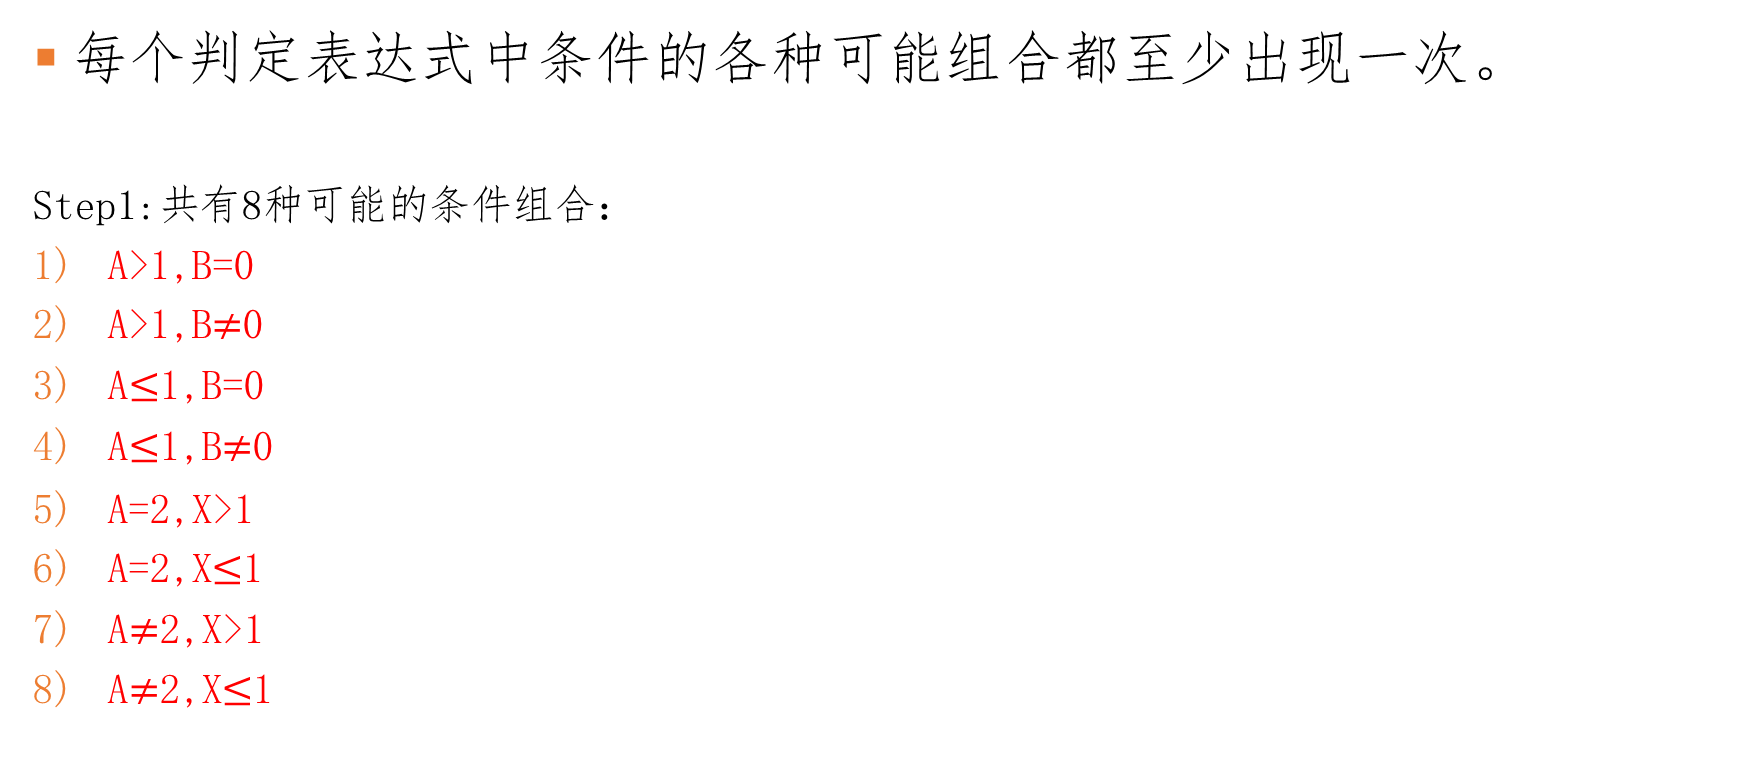 ▪ 每个判定表达式中条件的各种可能组合都至少出现一次。
Step1:共有8种可能的条件组合：
1) A>1,B=0
2) A>1,B≠0
3) A≤1,B=0
4) A≤1,B≠0
5) A=2,X>1
6) A=2,X≤1
7) A≠2,X>1
8) A≠2,X≤1